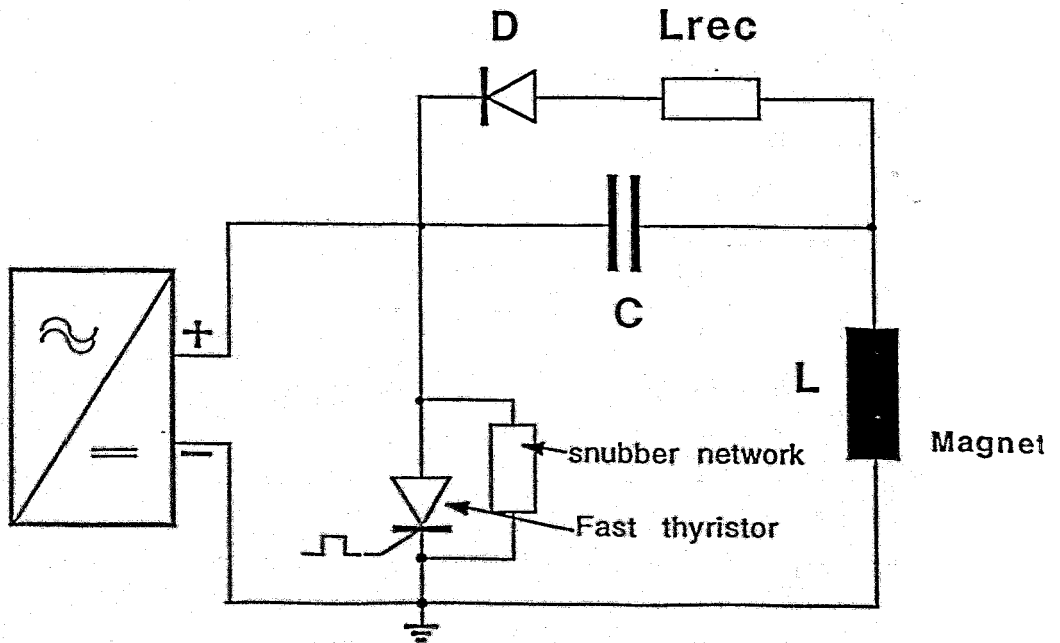 D Lrec
C
+
L
Magnet
−
snubber network
Fast thyristor